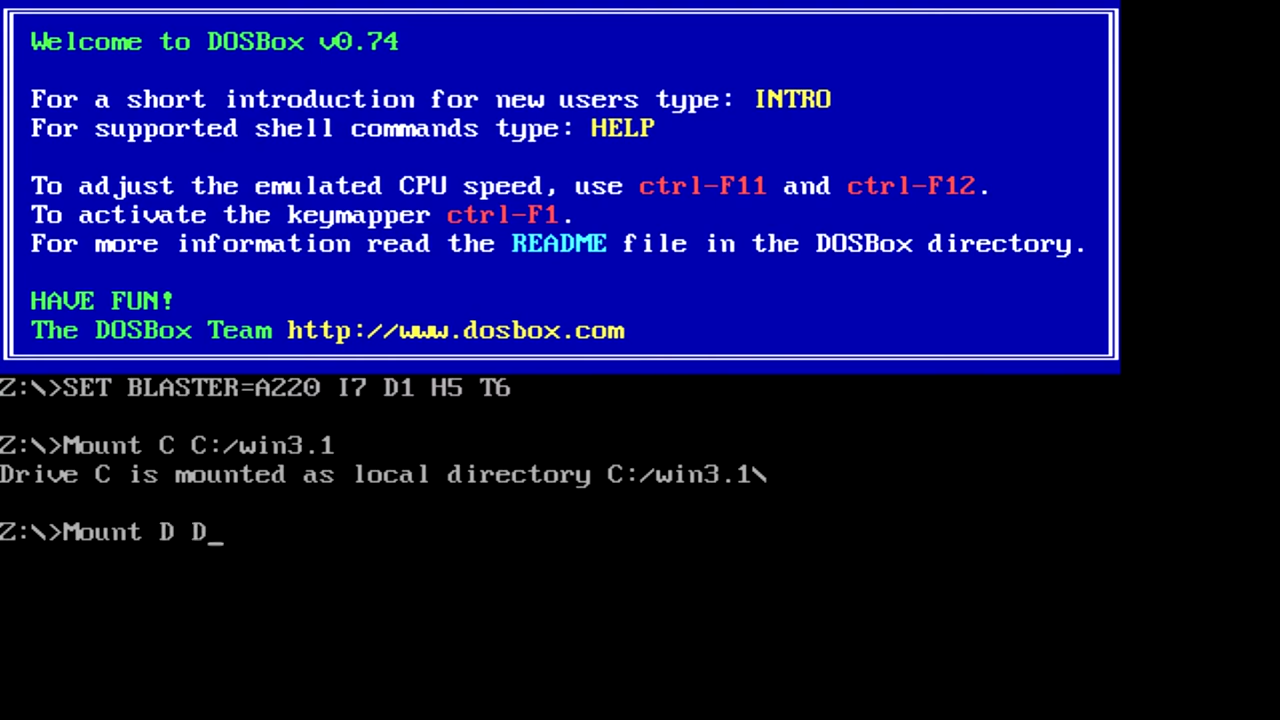 Welcome to DOSBox v0.74
For a short introduction for new users type: INTRO
For supported shell commands type: HELP
To adjust the emulated CPU speed, use ctrl-F11 and ctrl-F12.
To activate the keymapper ctrl-F1.
For more information read the README file in the DOSBox directory.
HAVE FUN!
The DOSBox Team http://www.dosbox.com
Z:\>SET BLASTER=A220 I7 D1 H5 T6
Z:\>Mount C C:/win3.1
Drive C is mounted as local directory C:/win3.1\
Z:\>Mount D D_